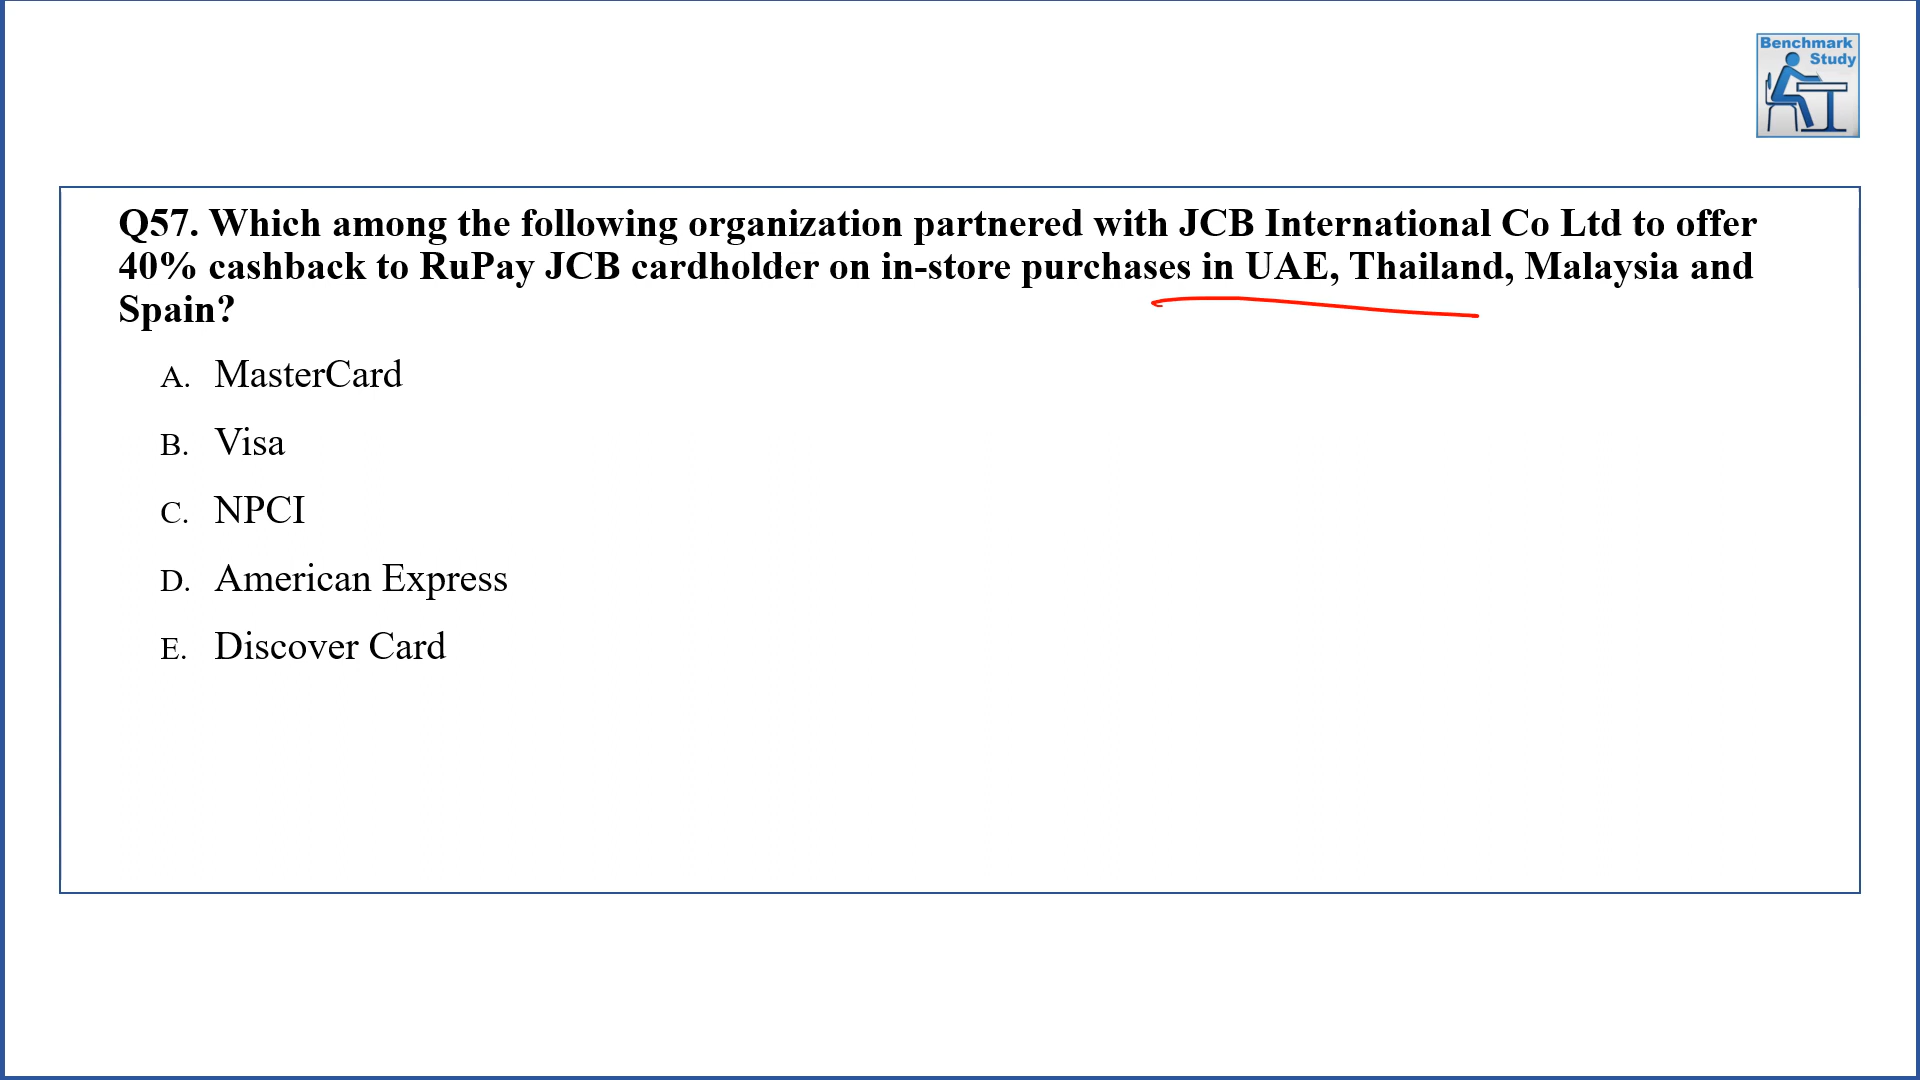 Benchmark
Study
Q57. Which among the following organization partnered with JCB International Co Ltd to offer
40% cashback to RuPay JCB cardholder on in-store purchases in UAE, Thailand, Malaysia and
Spain?
A. MasterCard
B. Visa
C. NPCI
D. American Express
E. Discover Card